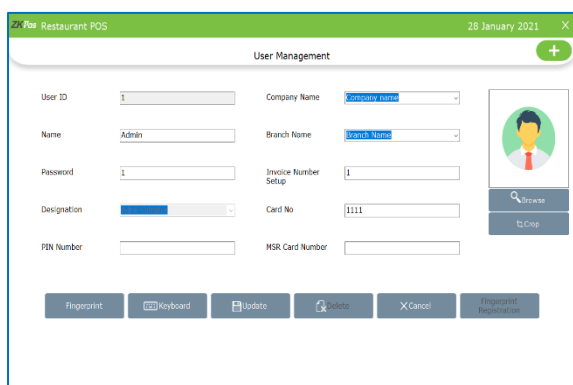 ZKPos Restaurant POS 28 January 2021 X
User Management +
User ID 1 Company Name Company name
Name Admin Branch Name Branch Name
Password 1 Invoice Number Setup 1
Designation Card No 1111
PIN Number MSR Card Number
Browse
Crop
Fingerprint Keyboard Update Delete Cancel Fingerprint Registration